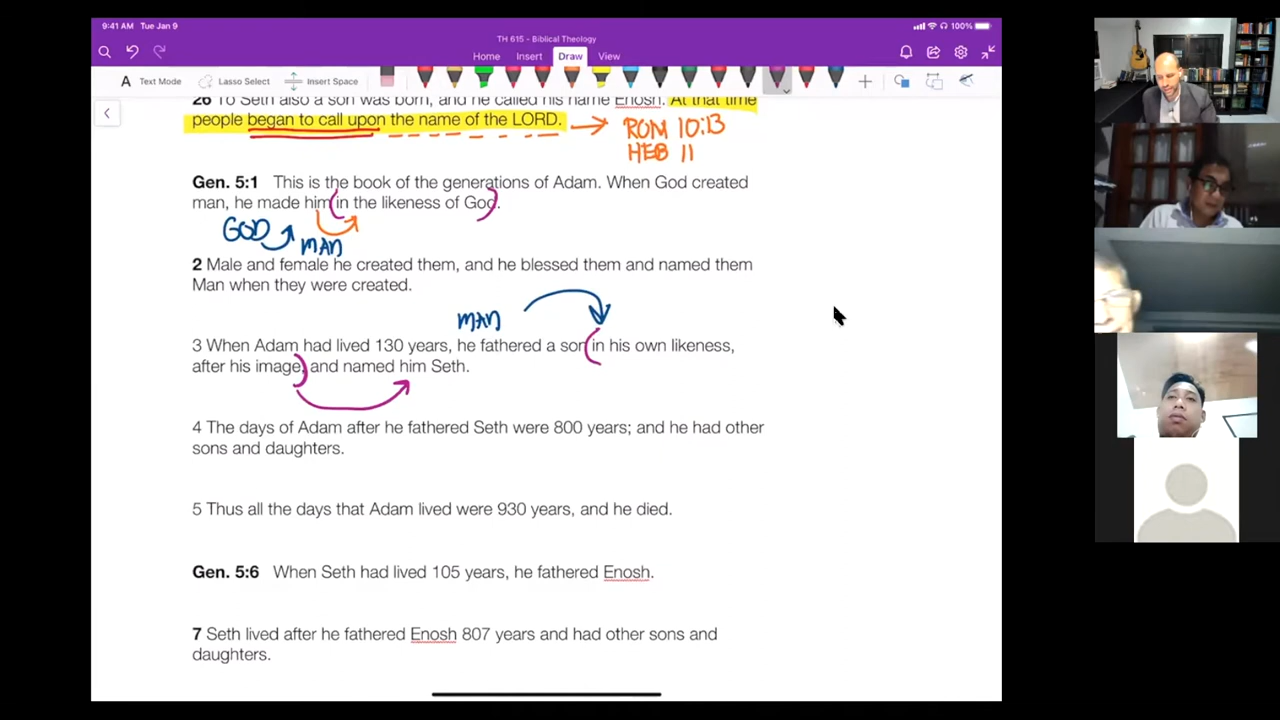 9:41 AM Tue Jan 9
100%
TH 615 - Biblical Theology
Home Insert Draw View
Text Mode Lasso Select Insert Space
26 To Seth also a son was born, and he called his name Enosh. At that time
people began to call upon the name of the LORD.
ROM 10:13
HEB 11
Gen. 5:1 This is the book of the generations of Adam. When God created
man, he made him (in the likeness of God).
GOD
MAN
2 Male and female he created them, and he blessed them and named them
Man when they were created.
MAN
3 When Adam had lived 130 years, he fathered a son (in his own likeness,
after his image,) and named him Seth.
4 The days of Adam after he fathered Seth were 800 years; and he had other
sons and daughters.
5 Thus all the days that Adam lived were 930 years, and he died.
Gen. 5:6 When Seth had lived 105 years, he fathered Enosh.
7 Seth lived after he fathered Enosh 807 years and had other sons and
daughters.